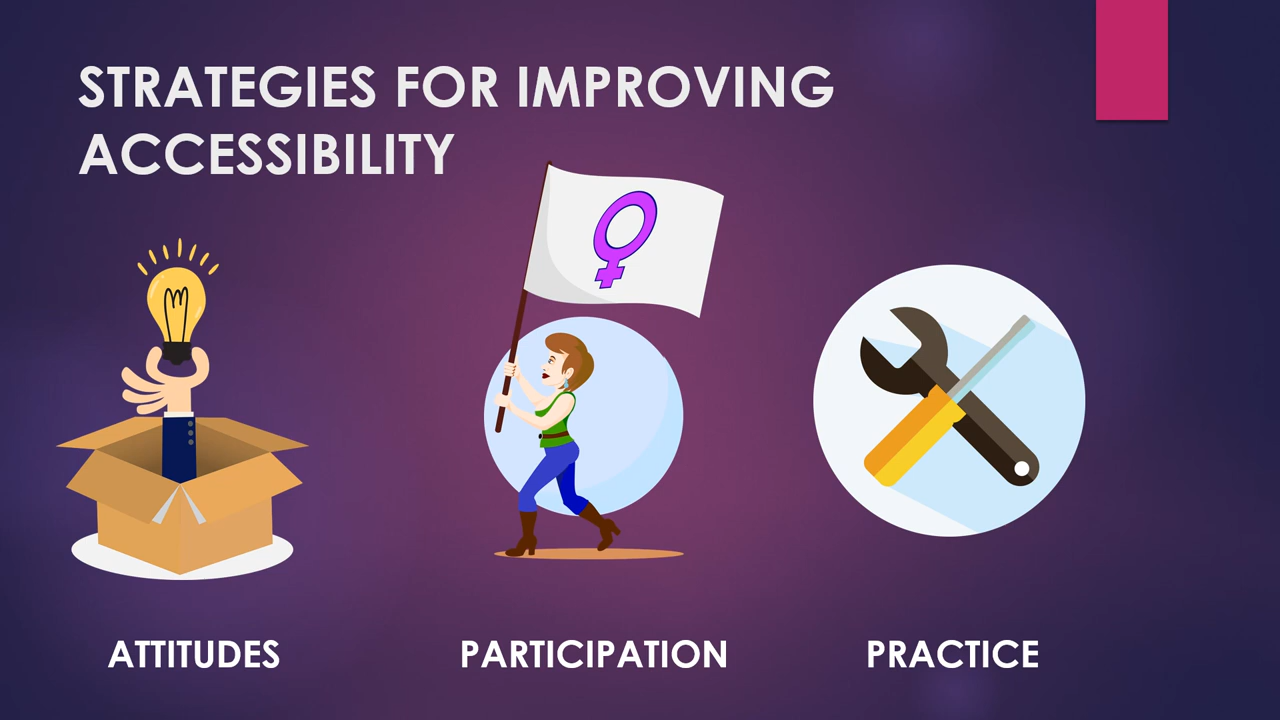 STRATEGIES FOR IMPROVING
ACCESSIBILITY
ATTITUDES
PARTICIPATION
PRACTICE